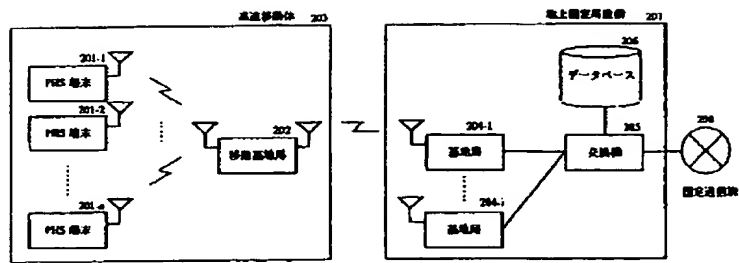 高速移動体 203
201-1
PHS 端末
201-2
PHS 端末
201-n
PHS 端末
202
移動基地局
地上固定局設備 207
206
データベース
204-1
基地局
204-i
基地局
205
交換機
208
固定通信網